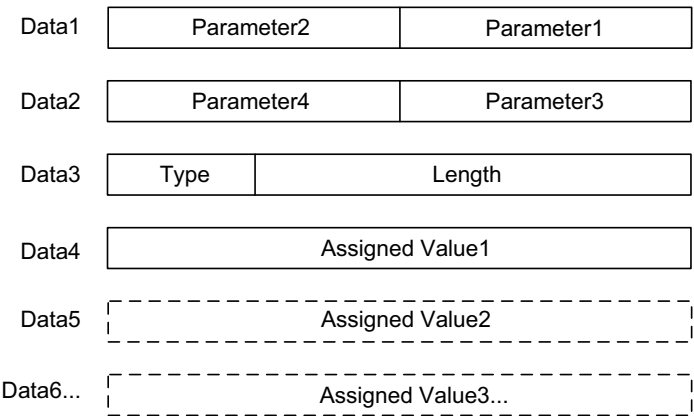 Data1 Parameter2 Parameter1
Data2 Parameter4 Parameter3
Data3 Type Length
Data4 Assigned Value1
Data5 Assigned Value2
Data6... Assigned Value3...